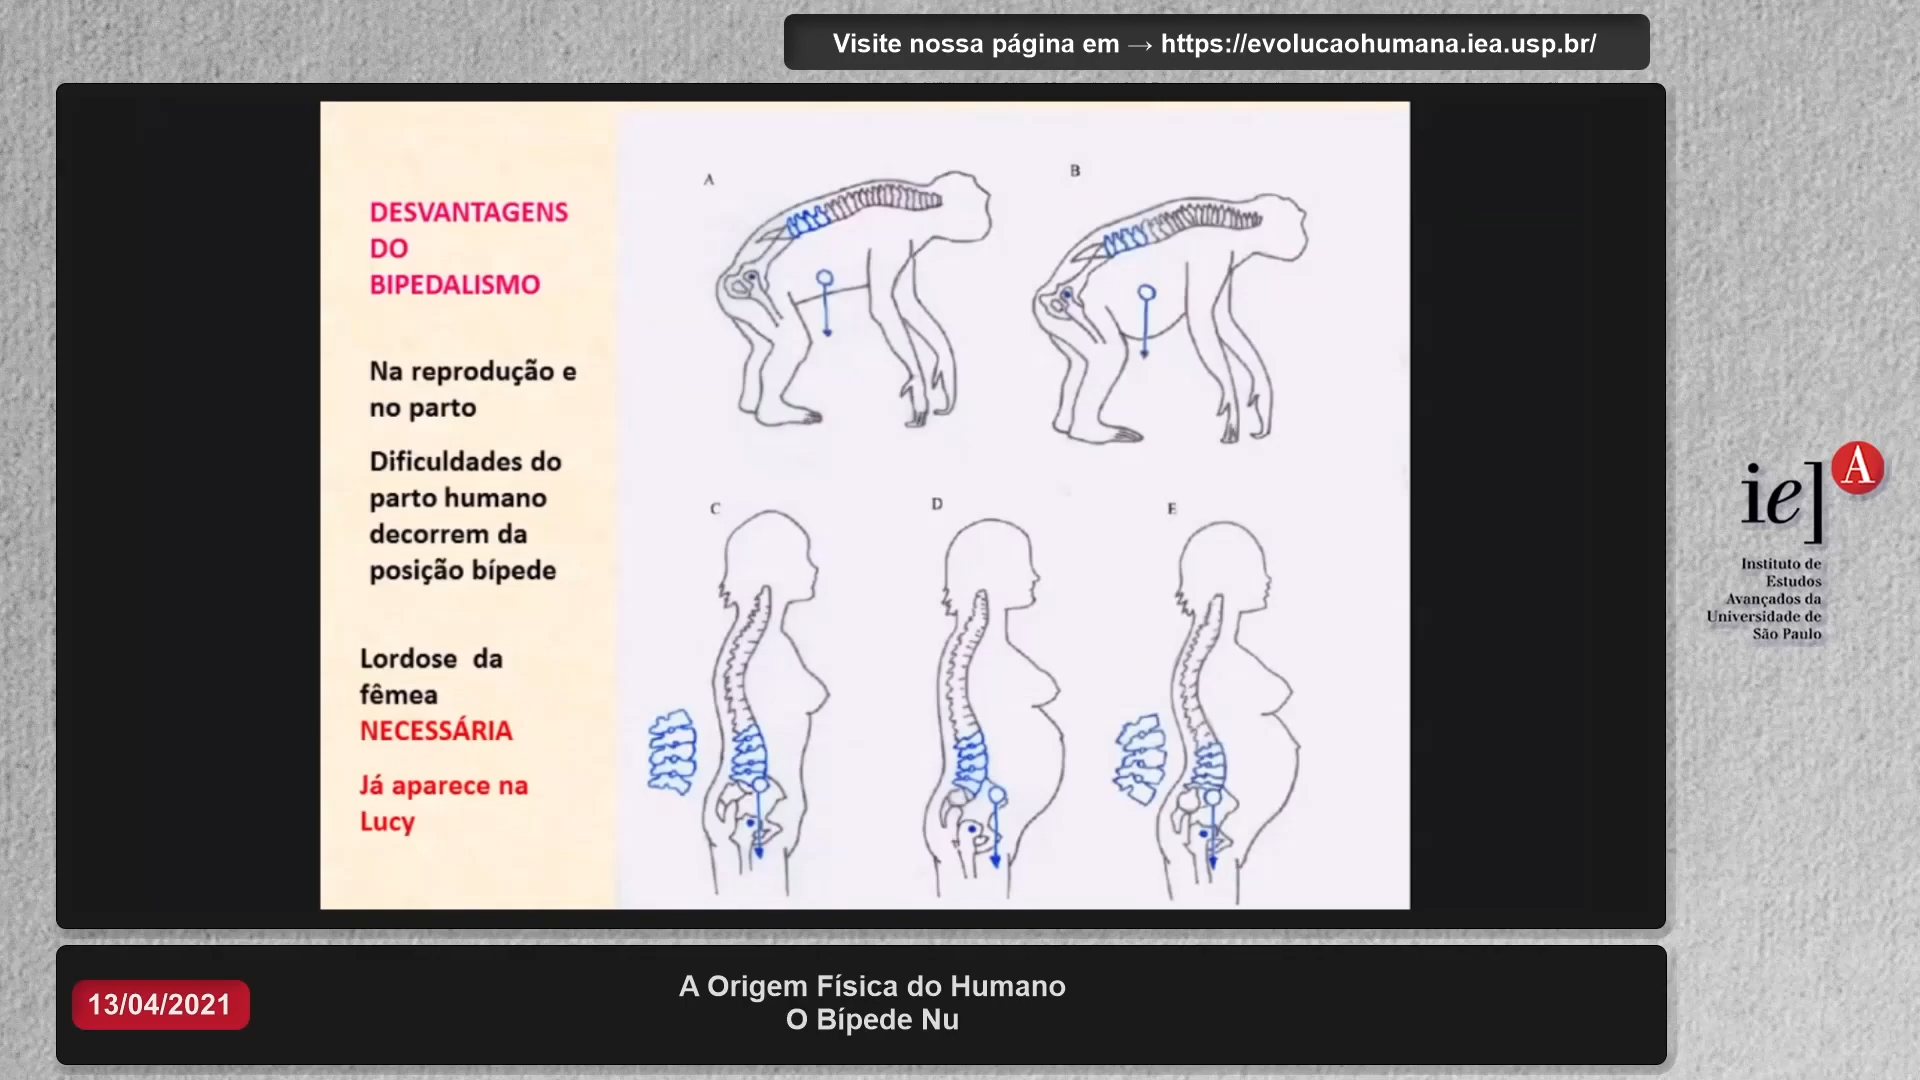 Visite nossa página em → https://evolucaohumana.iea.usp.br/
DESVANTAGENS
DO
BIPEDALISMO
Na reprodução e
no parto
Dificuldades do
parto humano
decorrem da
posição bípede
Lordose da
fêmea
NECESSÁRIA
Já aparece na
Lucy
A
B
C
D
E
ie]A
Instituto de
Estudos
Avançados da
Universidade de
São Paulo
13/04/2021
A Origem Física do Humano
O Bípede Nu